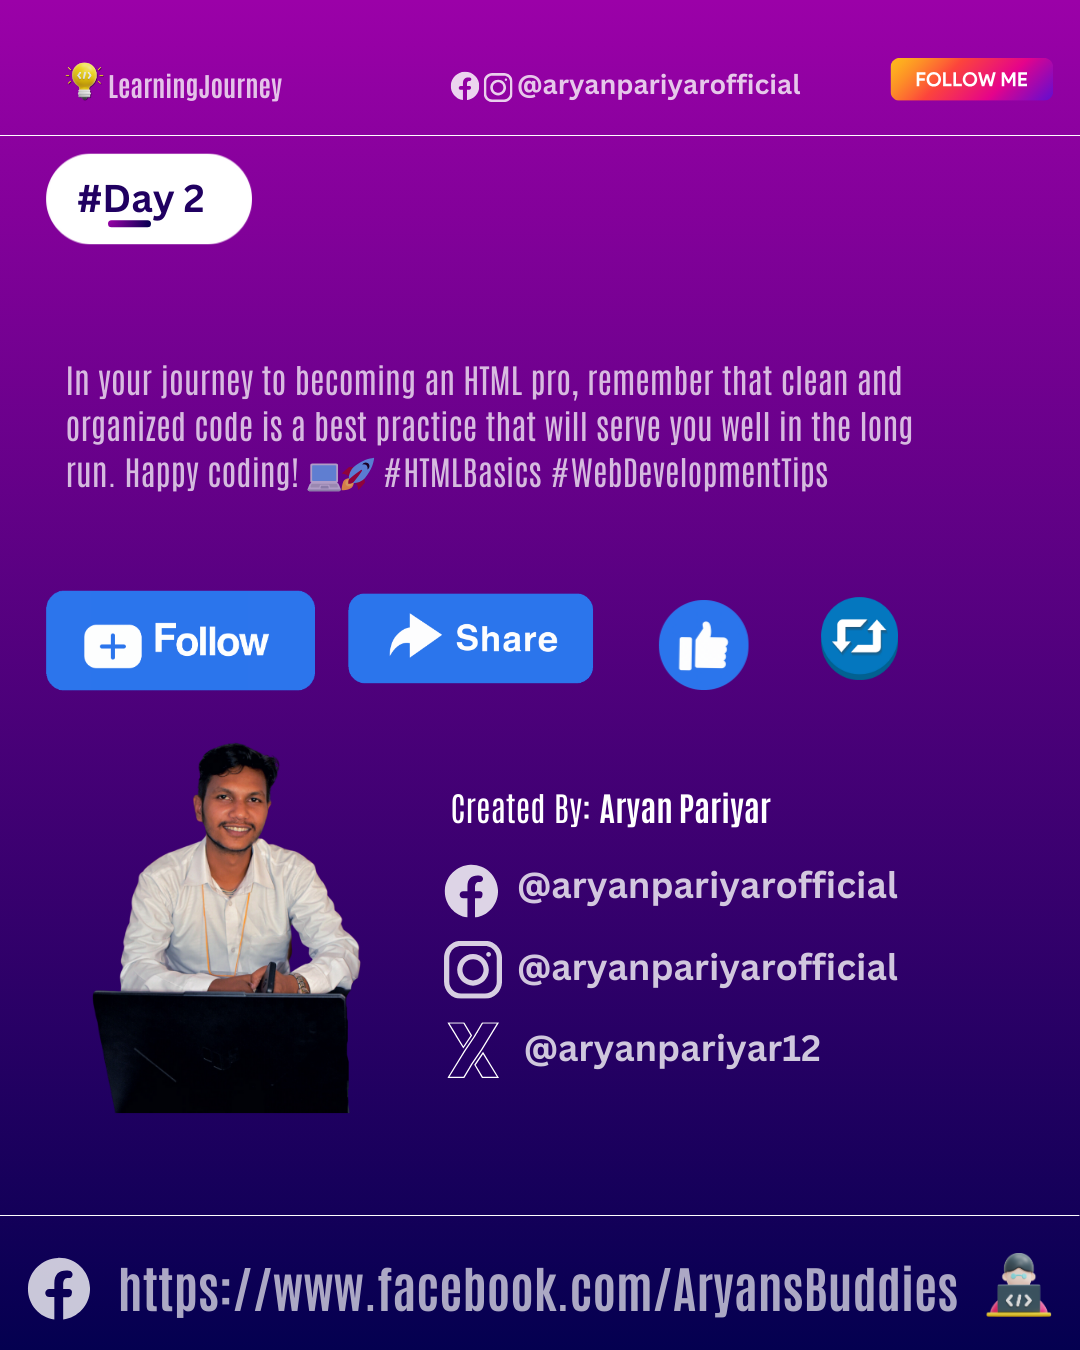 LearningJourney
@aryanpariyarofficial
FOLLOW ME
#Day 2
In your journey to becoming an HTML pro, remember that clean and
organized code is a best practice that will serve you well in the long
run. Happy coding! 💻🚀 #HTMLBasics #WebDevelopmentTips
Follow
Share
Created By: Aryan Pariyar
@aryanpariyarofficial
@aryanpariyarofficial
@aryanpariyar12
https://www.facebook.com/AryansBuddies